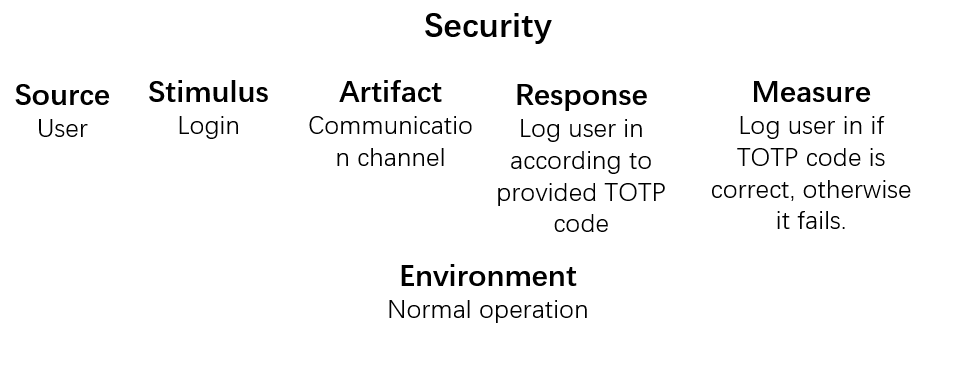 Security
Source
User
Stimulus
Login
Artifact
Communicatio
n channel
Response
Log user in
according to
provided TOTP
code
Measure
Log user in if
TOTP code is
correct, otherwise
it fails.
Environment
Normal operation